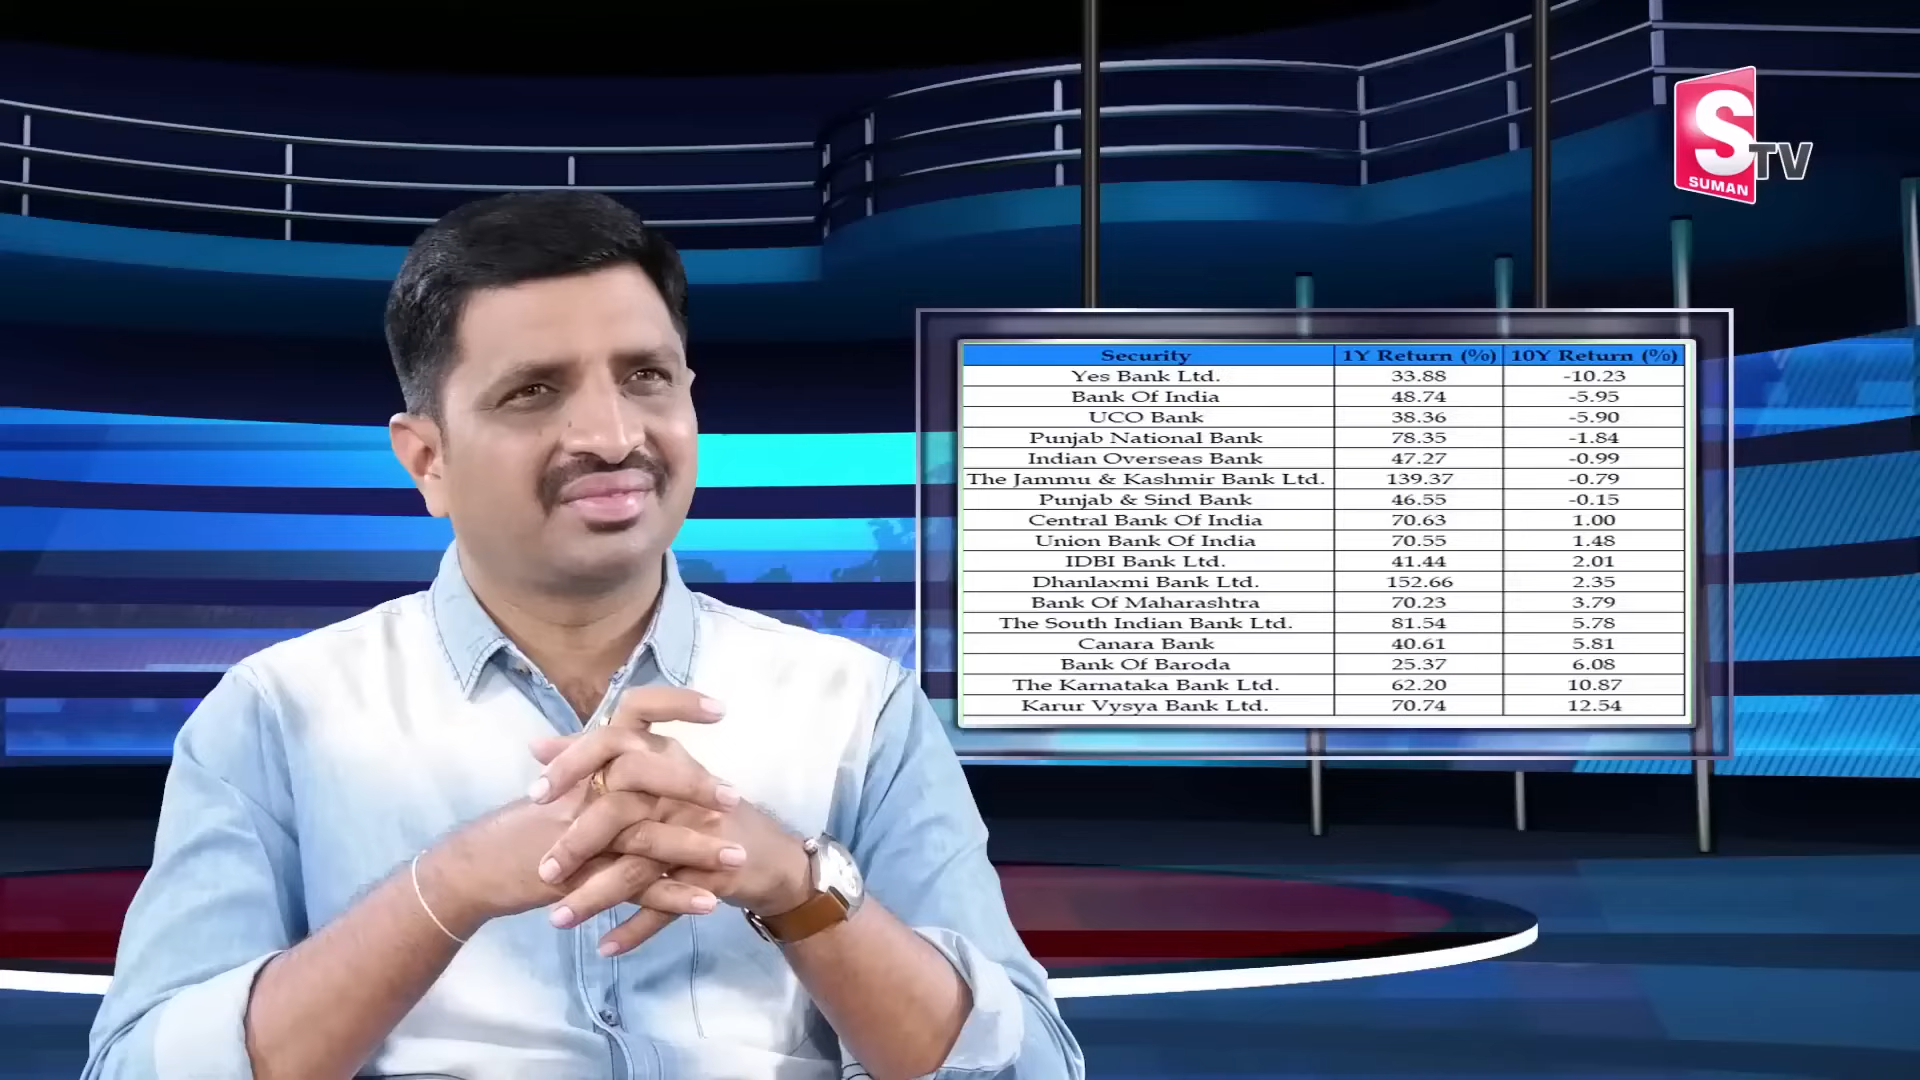 S TV
SUMAN
Security 1Y Return (%) 10Y Return (%)
Yes Bank Ltd. 33.88 -10.23
Bank Of India 48.74 -5.95
UCO Bank 38.36 -5.90
Punjab National Bank 78.35 -1.84
Indian Overseas Bank 47.27 -0.99
The Jammu & Kashmir Bank Ltd. 139.37 -0.79
Punjab & Sind Bank 46.55 -0.15
Central Bank Of India 70.63 1.00
Union Bank Of India 70.55 1.48
IDBI Bank Ltd. 41.44 2.01
Dhanlaxmi Bank Ltd. 152.66 2.35
Bank Of Maharashtra 70.23 3.79
The South Indian Bank Ltd. 81.54 5.78
Canara Bank 40.61 5.81
Bank Of Baroda 25.37 6.08
The Karnataka Bank Ltd. 62.20 10.87
Karur Vysya Bank Ltd. 70.74 12.54